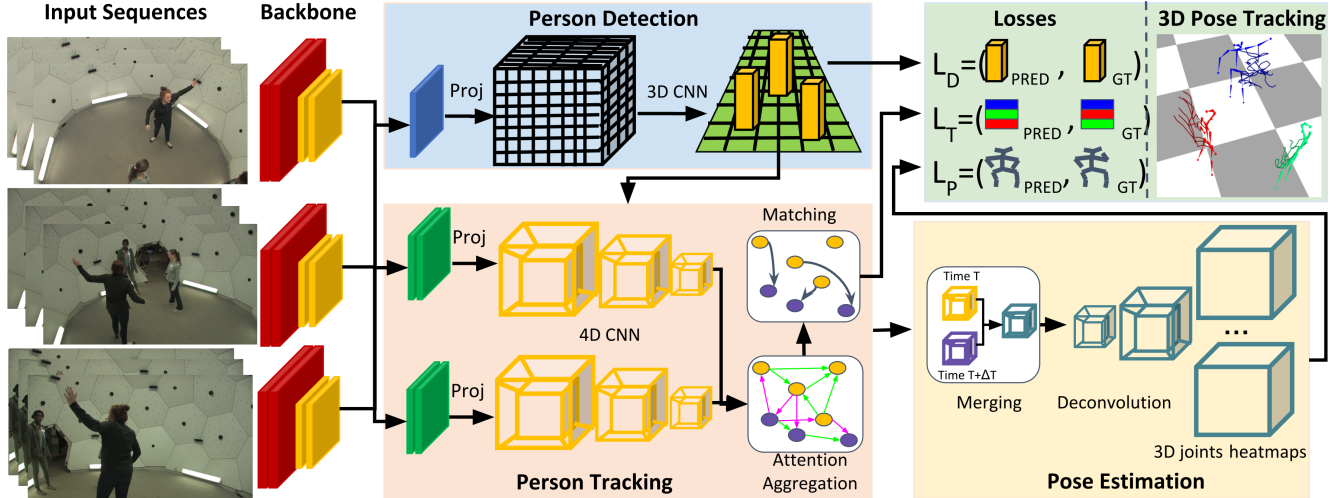 Input Sequences
Backbone
Person Detection
Proj
3D CNN
Losses
3D Pose Tracking
L_D=( PRED , GT )
L_T=( PRED , GT )
L_P=( PRED , GT )
Proj
4D CNN
Proj
Matching
Attention
Aggregation
Person Tracking
Time T
Time T+ΔT
Merging
Deconvolution
...
3D joints heatmaps
Pose Estimation